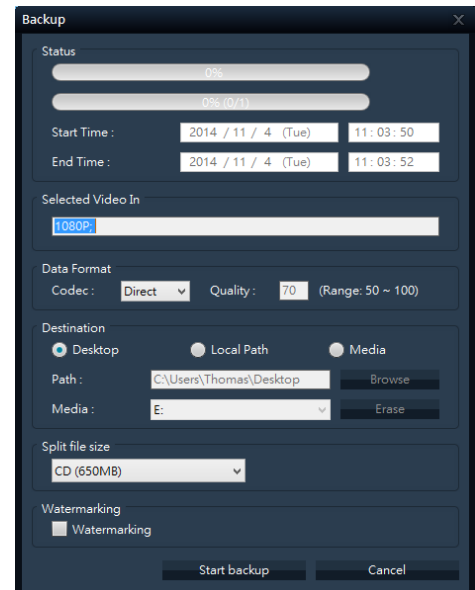 Backup X
Status
0%
0% (0/1)
Start Time : 2014 / 11 / 4 (Tue) 11 : 03 : 50
End Time : 2014 / 11 / 4 (Tue) 11 : 03 : 52
Selected Video In
1080P;
Data Format
Codec : Direct Quality : 70 (Range: 50 ~ 100)
Destination
Desktop Local Path Media
Path : C:\Users\Thomas\Desktop Browse
Media : E: Erase
Split file size
CD (650MB)
Watermarking
Watermarking
Start backup Cancel